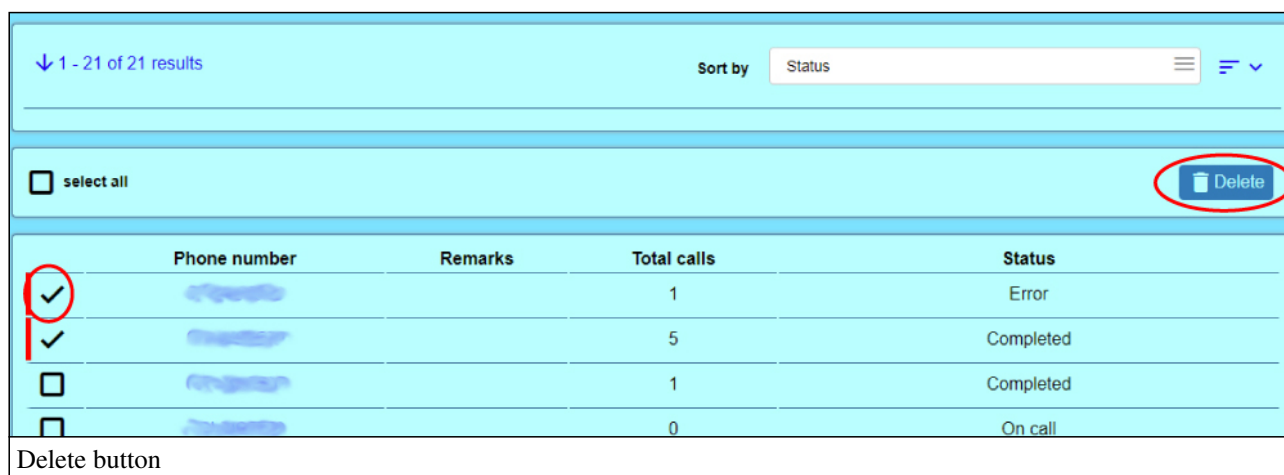 1 - 21 of 21 results
Sort by Status
select all Delete
Phone number Remarks Total calls Status
1 Error
5 Completed
1 Completed
0 On call
Delete button